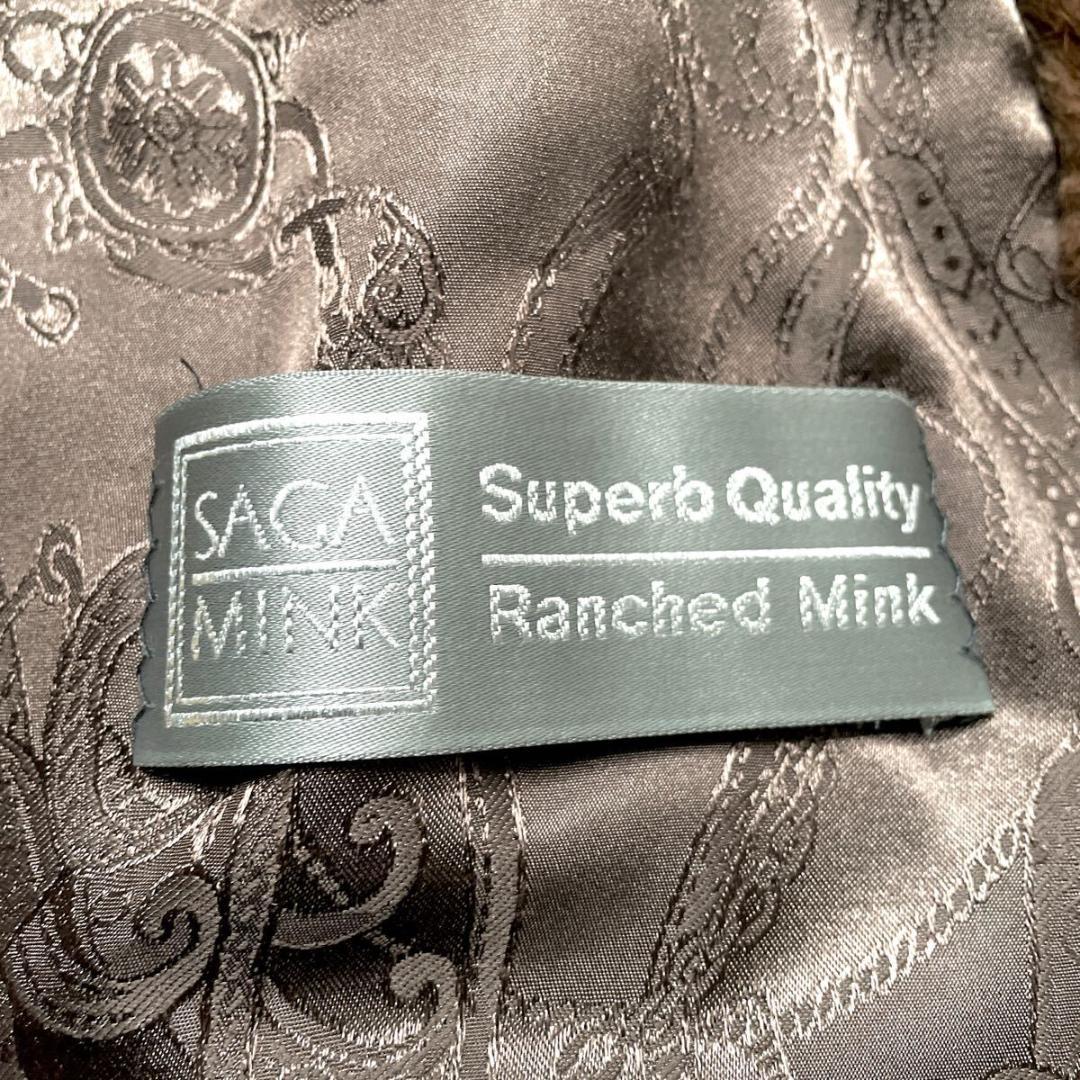 SAGA
MINK
Superb Quality
Ranched Mink